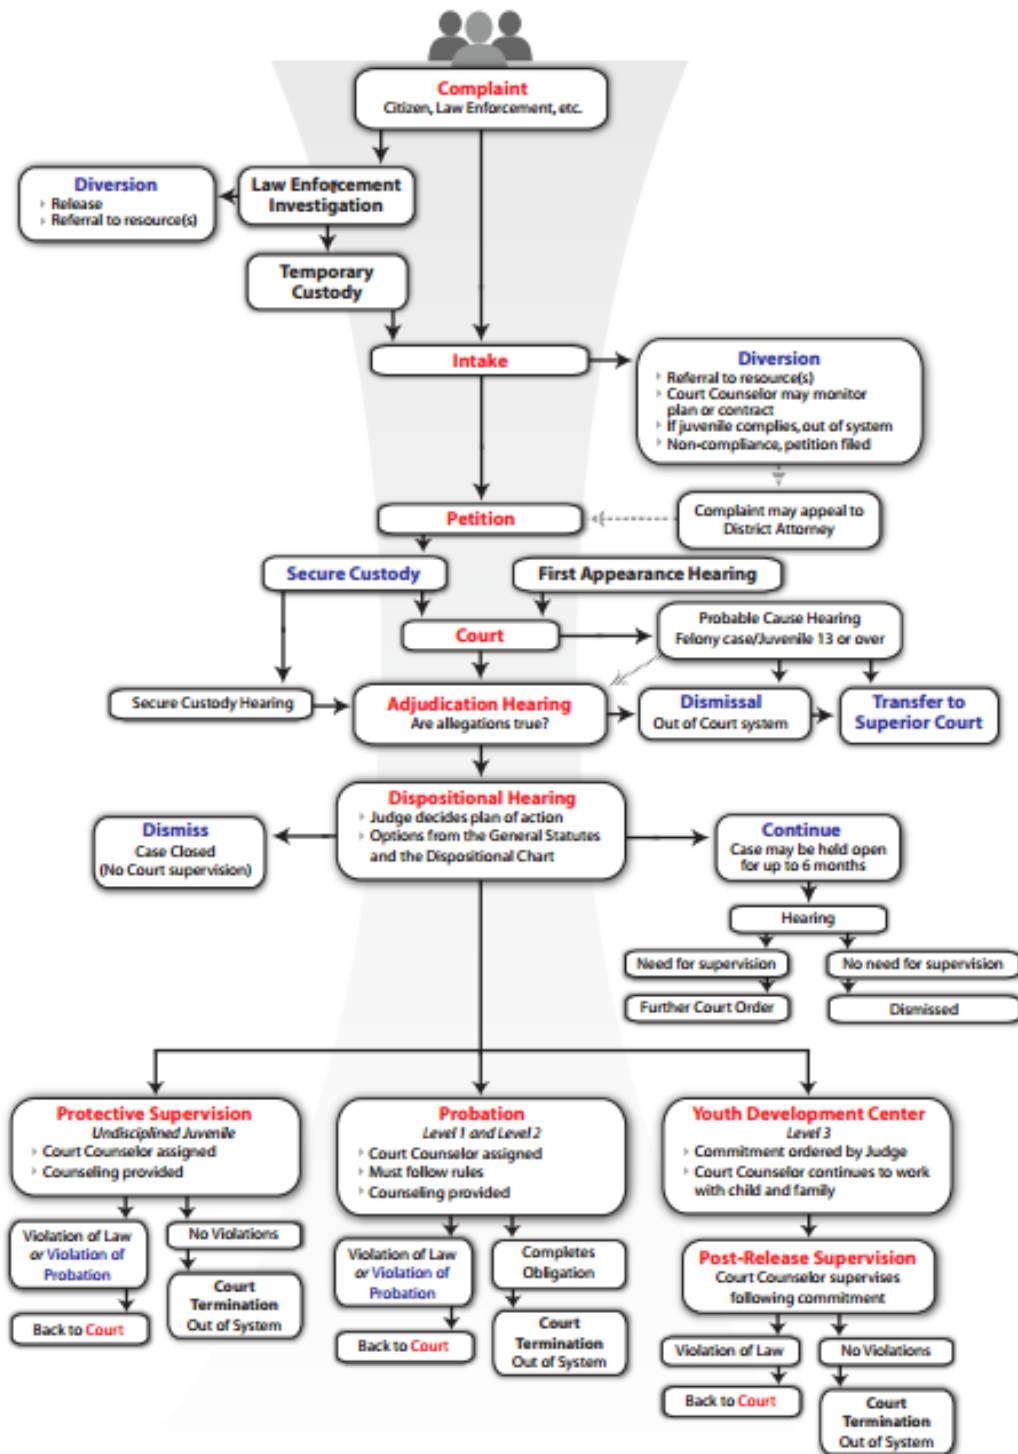 Complaint
Citizen, Law Enforcement, etc.
Diversion
Release
Referral to resource(s)
Law Enforcement
Investigation
Temporary
Custody
Intake
Diversion
Referral to resource(s)
Court Counselor may monitor
plan or contract
If juvenile complies, out of system
Non-compliance, petition filed
Petition
Complaint may appeal to
District Attorney
Secure Custody
First Appearance Hearing
Court
Probable Cause Hearing
Felony case/Juvenile 13 or over
Secure Custody Hearing
Adjudication Hearing
Are allegations true?
Dismissal
Out of Court system
Transfer to
Superior Court
Dispositional Hearing
Judge decides plan of action
Options from the General Statutes
and the Dispositional Chart
Dismiss
Case Closed
(No Court supervision)
Continue
Case may be held open
for up to 6 months
Hearing
Need for supervision
No need for supervision
Further Court Order
Dismissed
Protective Supervision
Undisciplined Juvenile
Court Counselor assigned
Counseling provided
Violation of Law
or Violation of
Probation
No Violations
Back to Court
Court
Termination
Out of System
Probation
Level 1 and Level 2
Court Counselor assigned
Must follow rules
Counseling provided
Violation of Law
or Violation of
Probation
Completes
Obligation
Back to Court
Court
Termination
Out of System
Youth Development Center
Level 3
Commitment ordered by Judge
Court Counselor continues to work
with child and family
Post-Release Supervision
Court Counselor supervises
following commitment
Violation of Law
No Violations
Back to Court
Court
Termination
Out of System